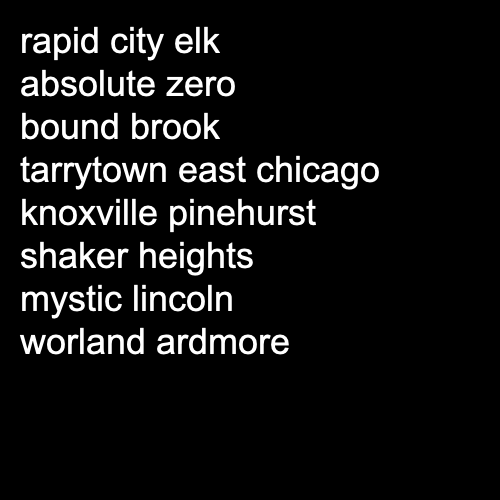 rapid city elk
absolute zero
bound brook
tarrytown east chicago
knoxville pinehurst
shaker heights
mystic lincoln
worland ardmore